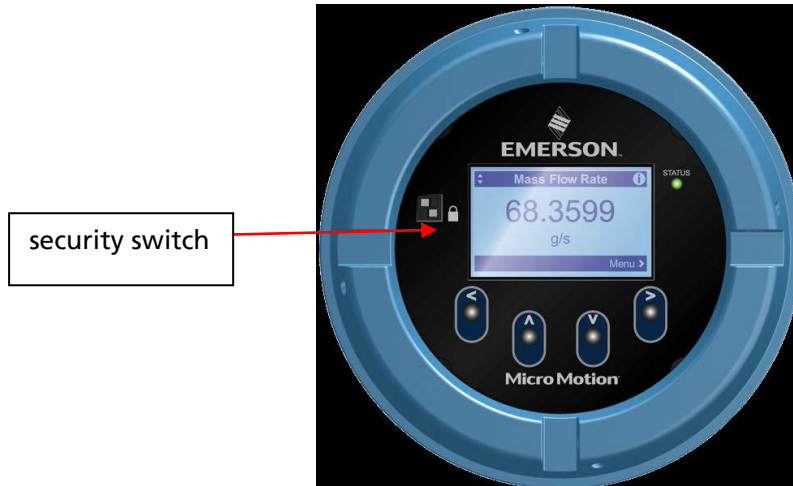 security switch
EMERSON
STATUS
Mass Flow Rate
68.3599
g/s
Menu >
<
^
v
>
Micro Motion